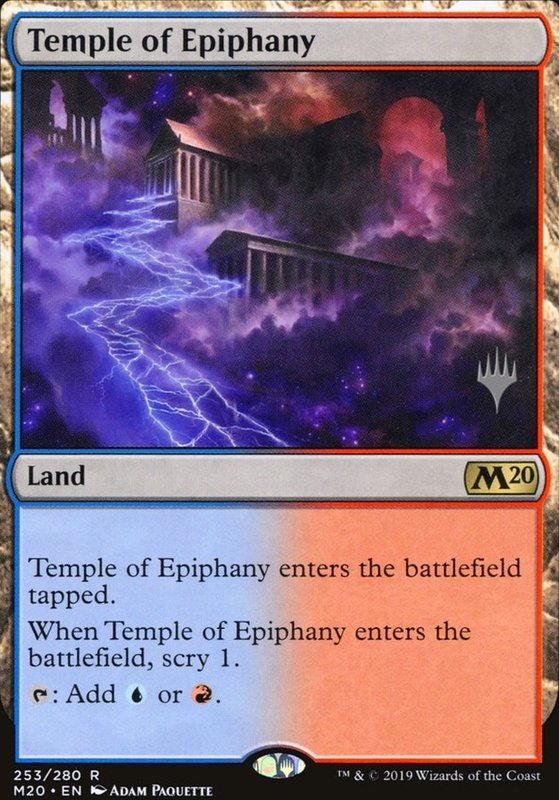 Temple of Epiphany
Land
M20
Temple of Epiphany enters the battlefield
tapped.
When Temple of Epiphany enters the
battlefield, scry 1.
: Add or .
253/280 R
M20 • EN Adam Paquette
™ & © 2019 Wizards of the Coast